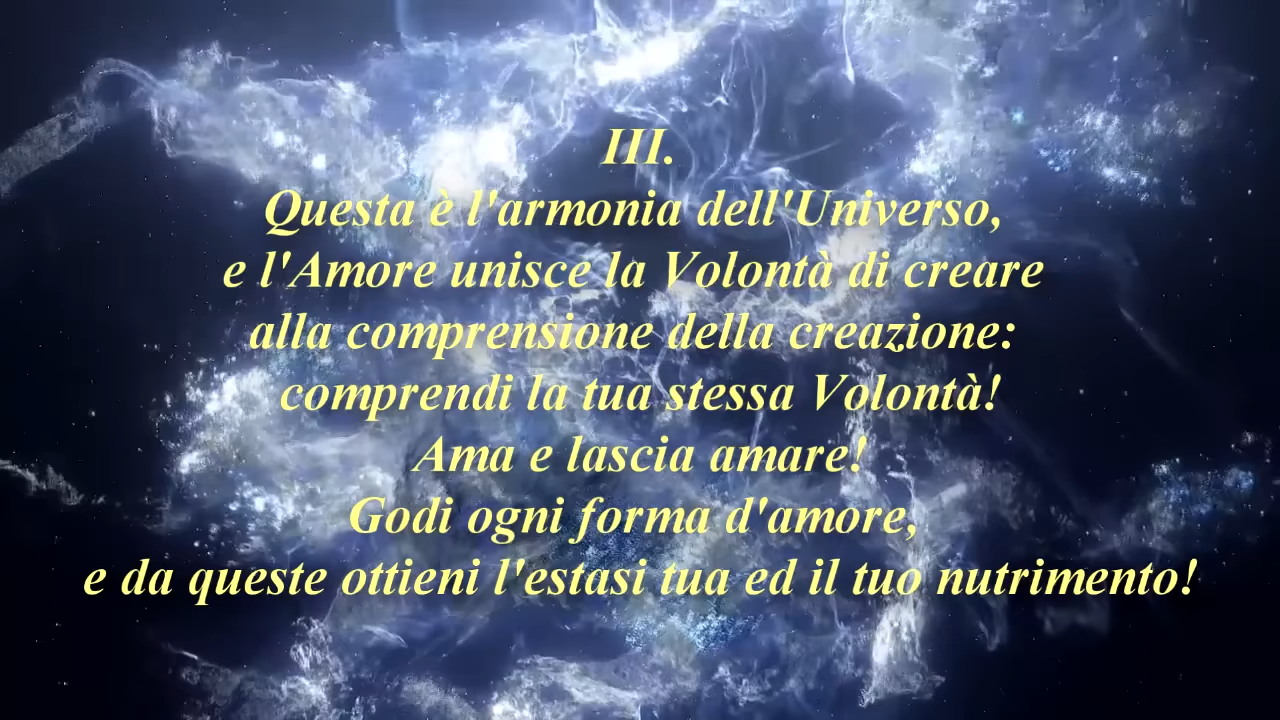 III.
Questa è l'armonia dell'Universo,
e l'Amore unisce la Volontà di creare
alla comprensione della creazione:
comprendi la tua stessa Volontà!
Ama e lascia amare!
Godi ogni forma d'amore,
e da queste ottieni l'estasi tua ed il tuo nutrimento!